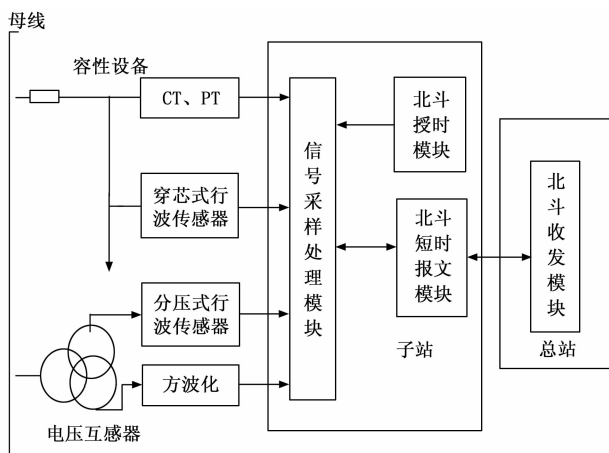 母线
容性设备
CT、PT
穿芯式行
波传感器
分压式行
波传感器
方波化
电压互感器
信号采样处理模块
北斗
授时
模块
北斗
短时
报文
模块
子站
北斗收发模块
总站